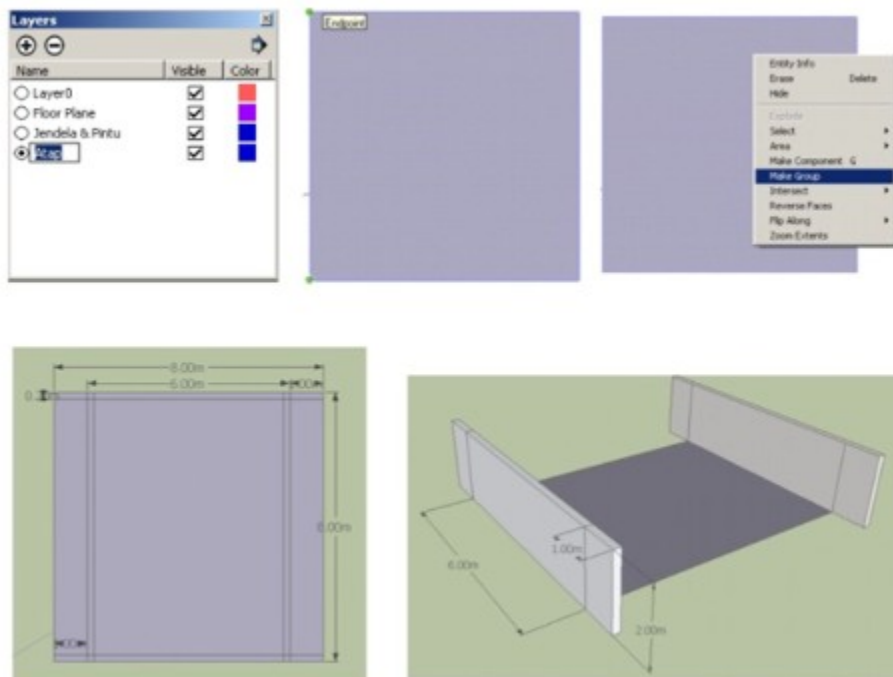 Layers
Name Visible Color
Layer0
Floor Plane
Jendela & Pintu
Atap
Endpoint
Entity Info
Erase Delete
Hide
Explode
Select
Area
Make Component G
Make Group
Intersect
Reverse Faces
Flip Along
Zoom Extents
8.00m
6.00m
8.00m
1.00m
6.00m
2.00m